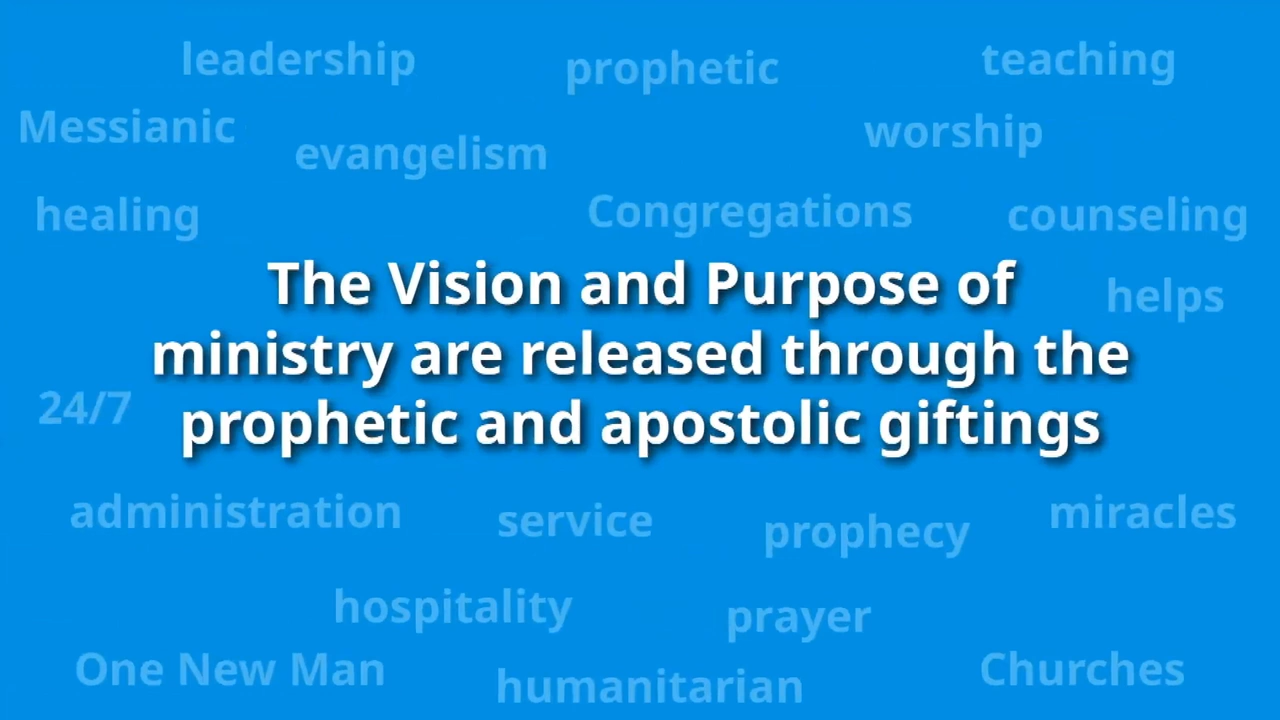 leadership
prophetic
teaching
Messianic
evangelism
worship
healing
Congregations
counseling
The Vision and Purpose of
helps
ministry are released through the
24/7
prophetic and apostolic giftings
administration
service
prophecy
miracles
hospitality
prayer
One New Man
humanitarian
Churches